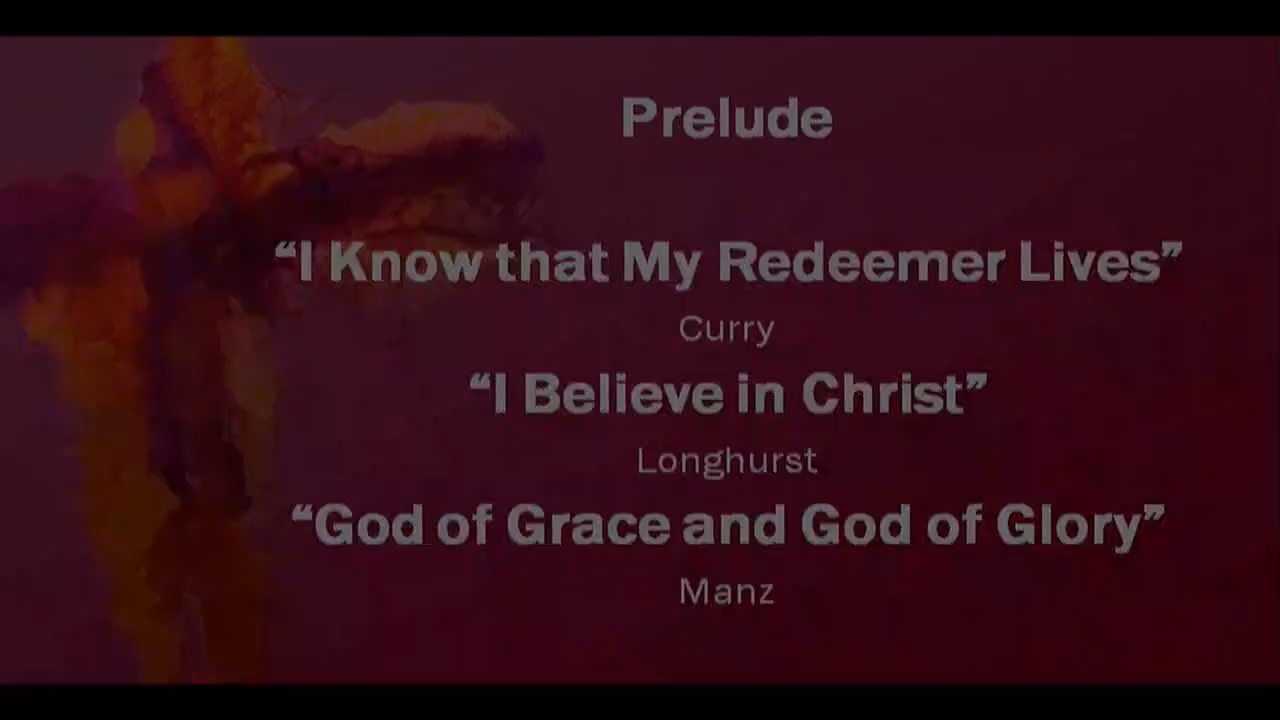 Prelude
“I Know that My Redeemer Lives”
Curry
“I Believe in Christ”
Longhurst
“God of Grace and God of Glory”
Manz